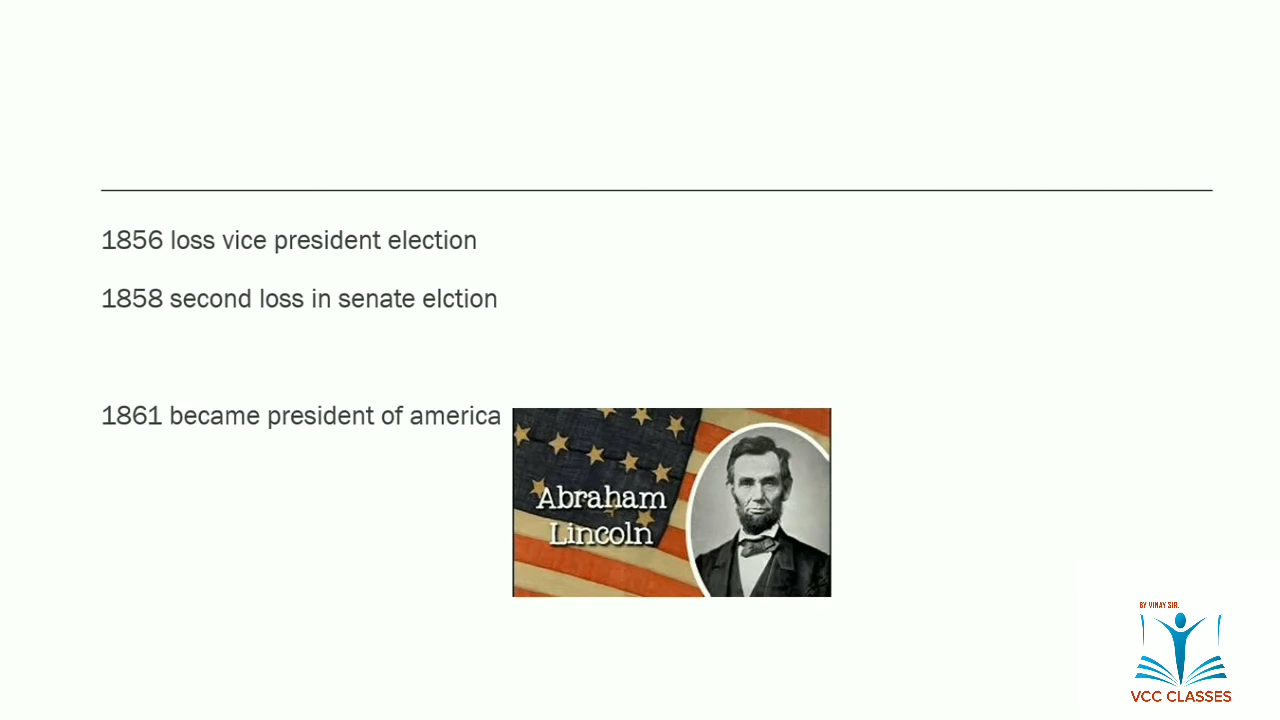 1856 loss vice president election
1858 second loss in senate elction
1861 became president of america
Abraham
Lincoln
BY VINAY SIR.
VCC CLASSES